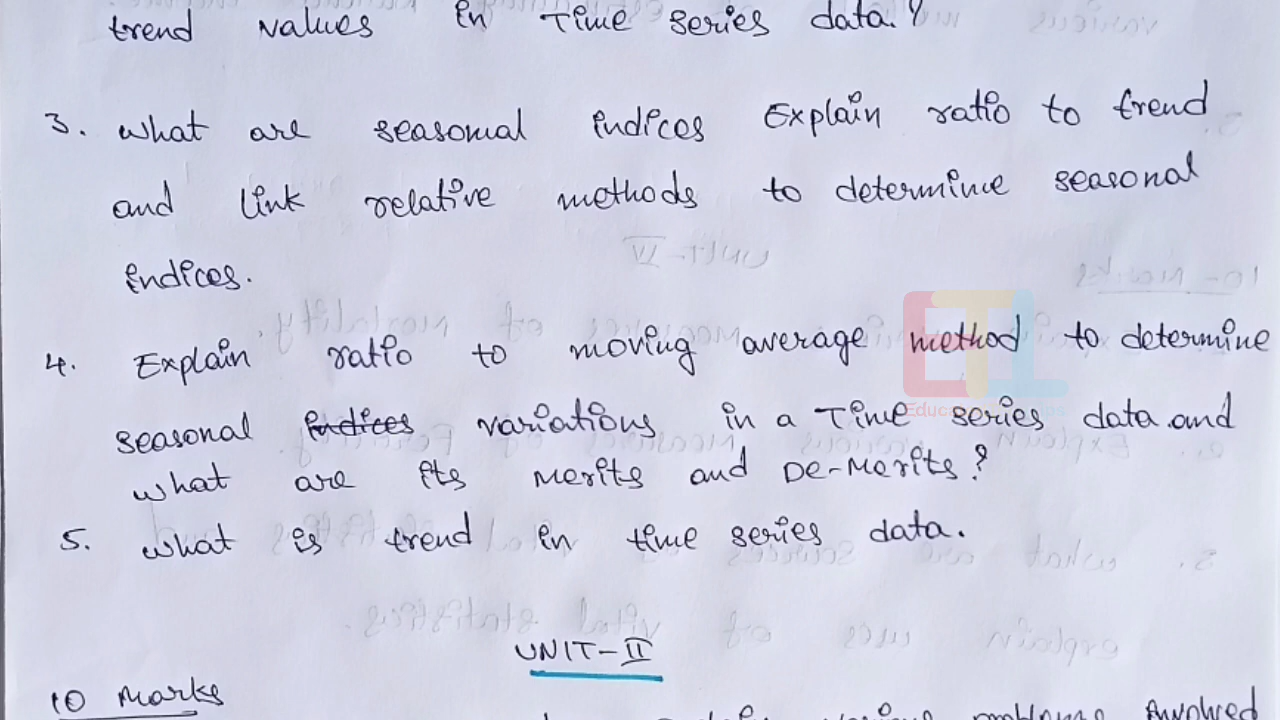 trend values in Time series data.?
3. what are seasomal indices Explain ratio to trend
and link relative methods to determine seasonal
indices.
4. Explain ratio to moving average method to determine
seasonal indices variations in a Time series data and
what are its merits and De-Merits?
5. what is trend in time series data.
UNIT-II
10 Marks
involved